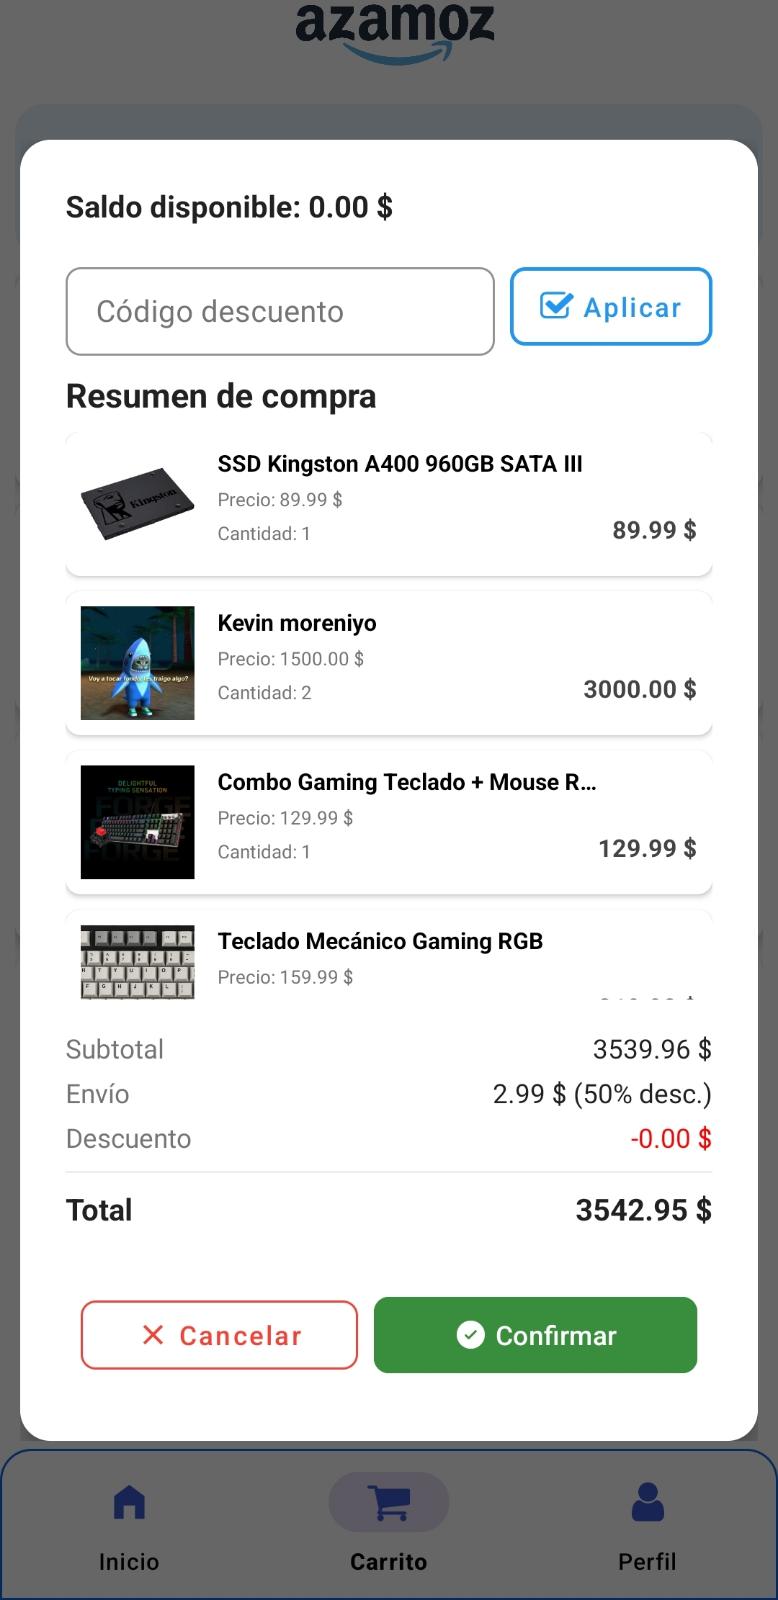 azamoz
Saldo disponible: 0.00 $
Código descuento
Aplicar
Resumen de compra
SSD Kingston A400 960GB SATA III
Kingston
Precio: 89.99 $
Cantidad: 1
89.99 $
Kevin moreniyo
Precio: 1500.00 $
Voy a tocar fondo, les traigo algo?
Cantidad: 2
3000.00 $
Combo Gaming Teclado + Mouse R...
DELIGHTFUL
TYPING SENSATION
FORGE
Precio: 129.99 $
Cantidad: 1
129.99 $
Teclado Mecánico Gaming RGB
Precio: 159.99 $
Subtotal
3539.96 $
Envío
2.99 $ (50% desc.)
Descuento
-0.00 $
Total
3542.95 $
Cancelar
Confirmar
Inicio
Carrito
Perfil